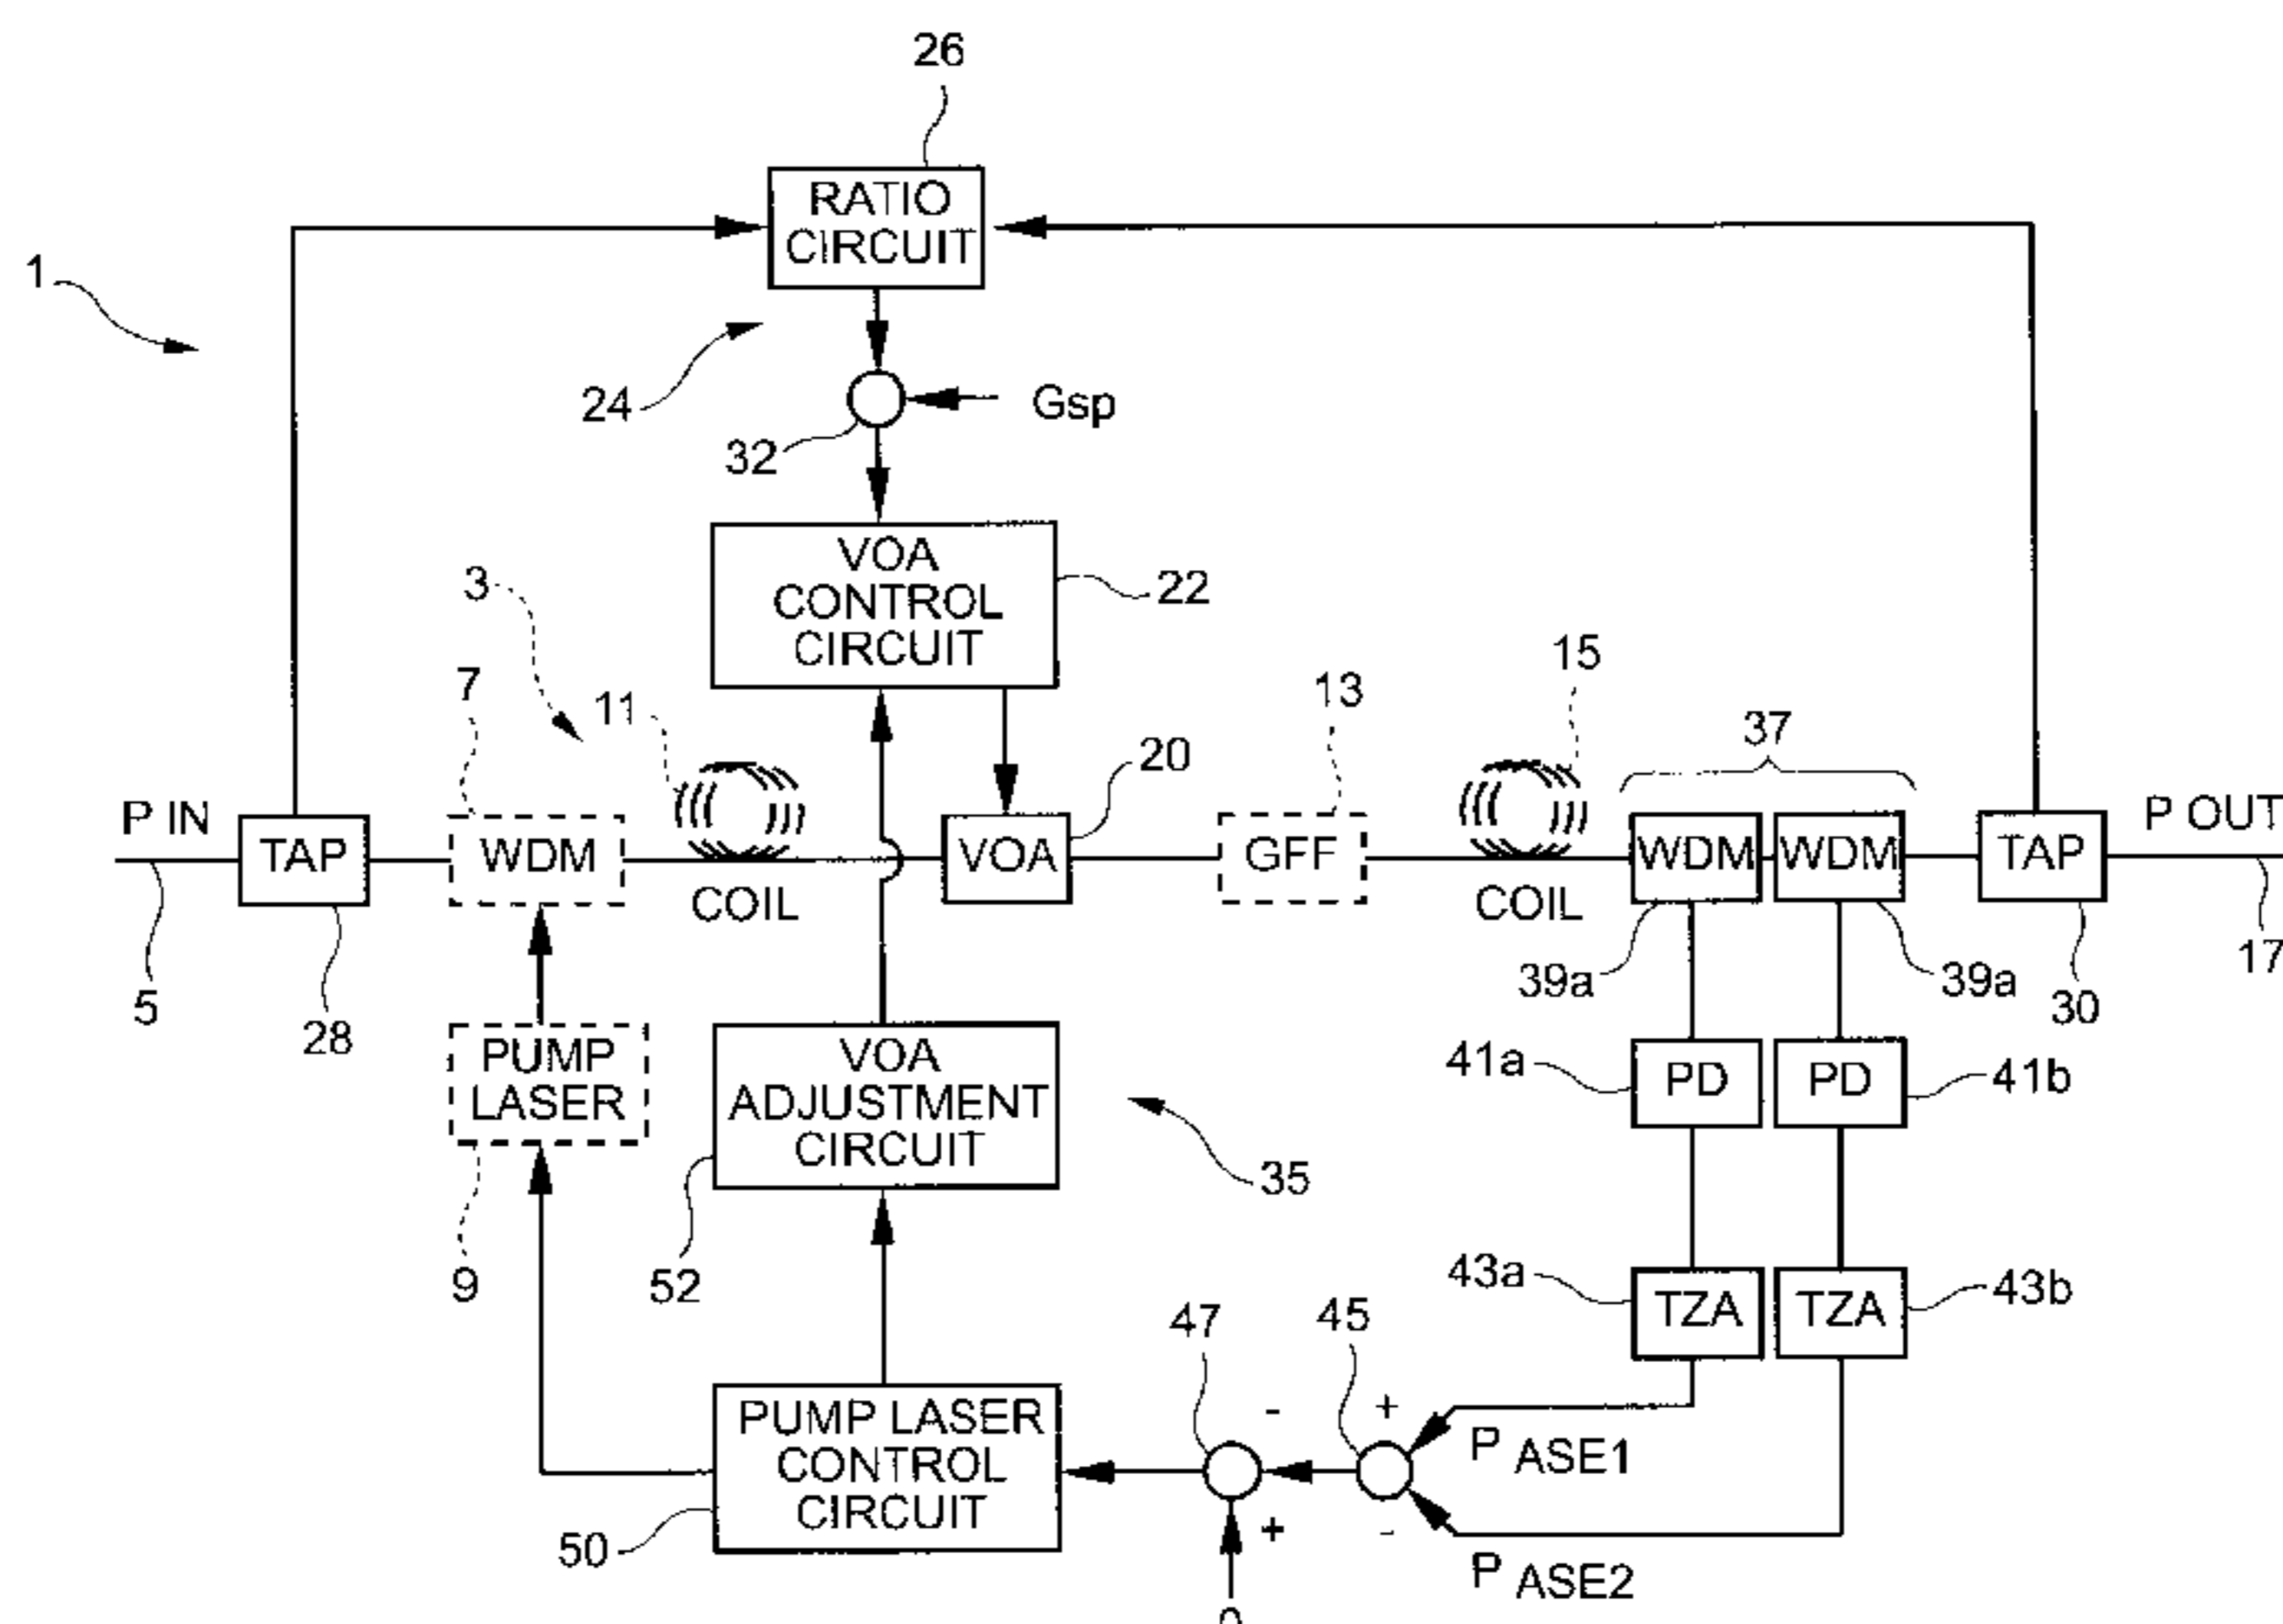 26
RATIO
CIRCUIT
1
24
Gsp
32
VOA
CONTROL
CIRCUIT
22
3
15
7
11
13
37
20
P IN
TAP
WDM
VOA
GFF
WDM
WDM
TAP
P OUT
COIL
COIL
5
28
39a
39a
30
17
PUMP
LASER
VOA
ADJUSTMENT
CIRCUIT
41a
PD
PD
41b
35
9
52
43a
TZA
TZA
43b
47
45
- +
PUMP LASER
CONTROL
CIRCUIT
P ASE1
50
+ -
P ASE2